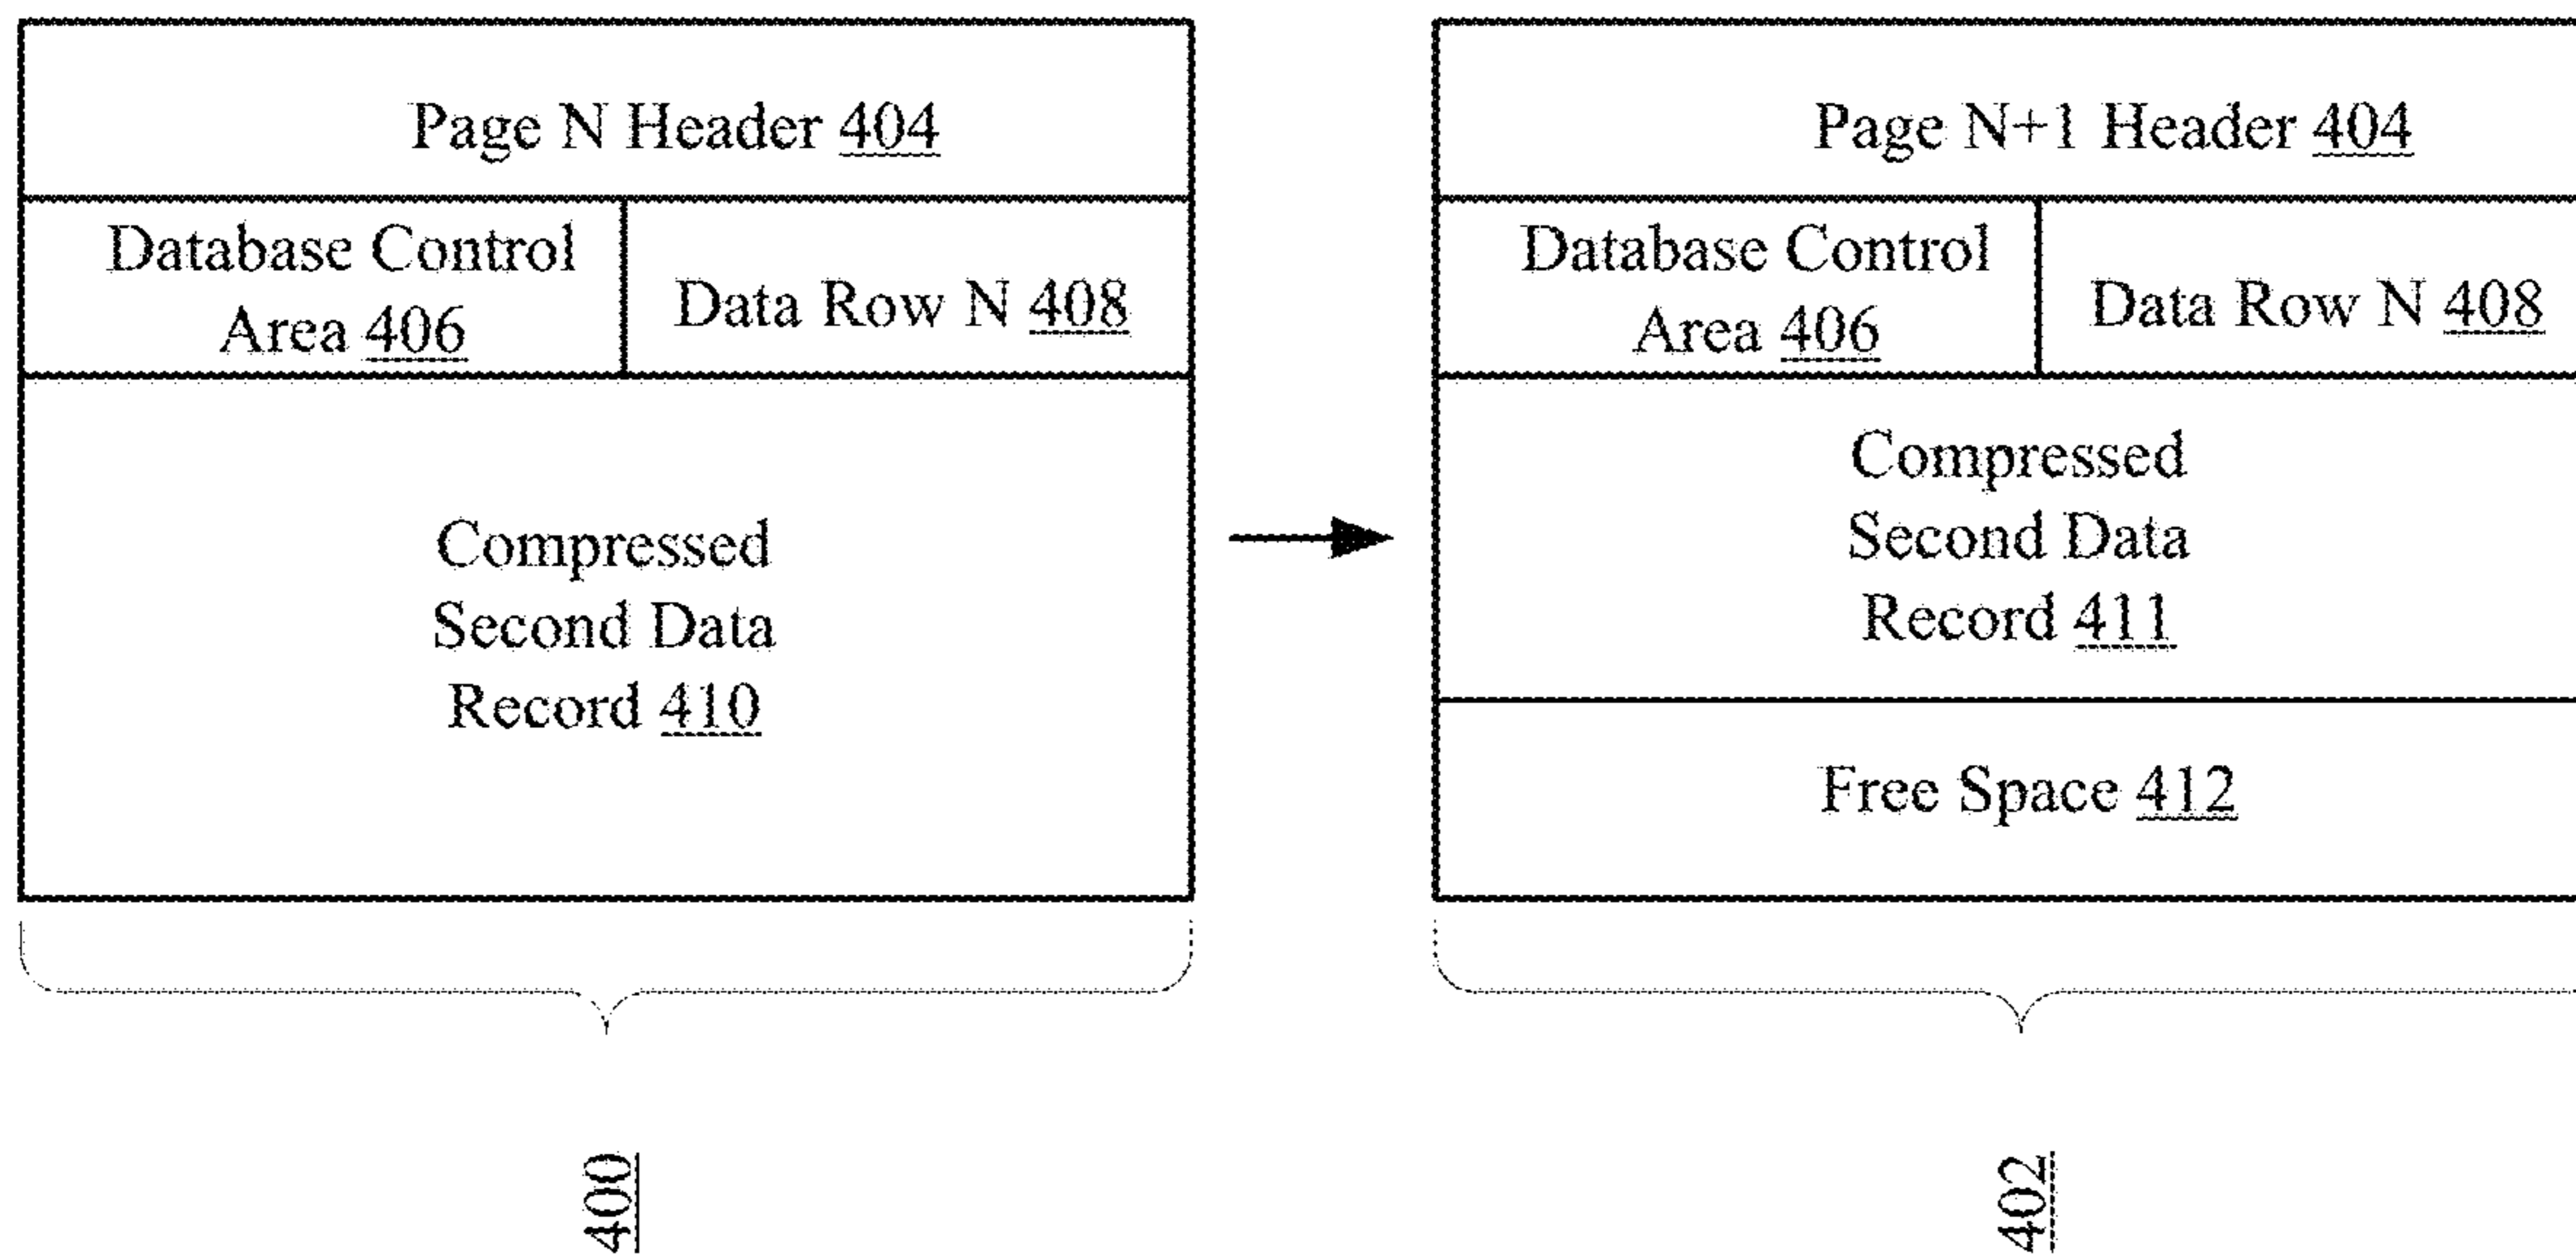 Page N Header 404
Database Control
Area 406
Data Row N 408
Compressed
Second Data
Record 410
400
Page N+1 Header 404
Database Control
Area 406
Data Row N 408
Compressed
Second Data
Record 411
Free Space 412
402